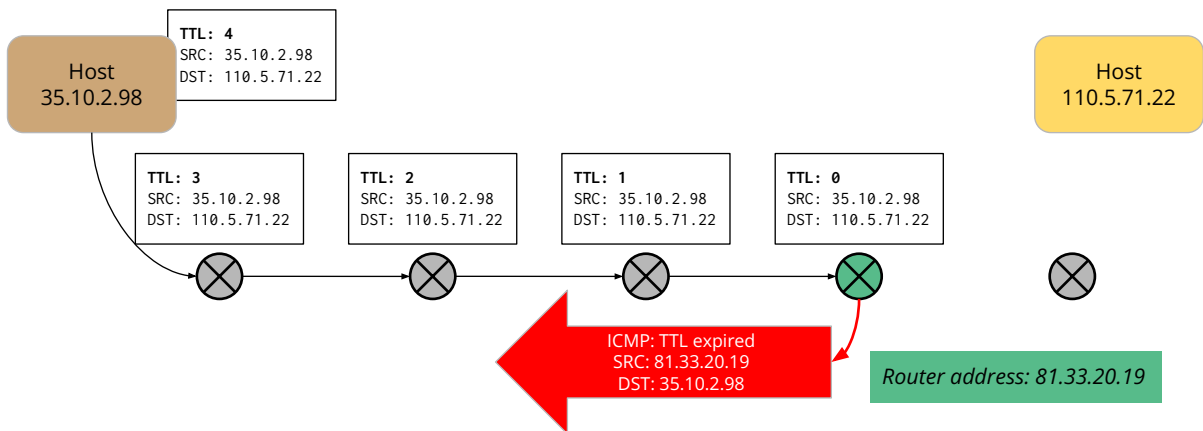 TTL: 4
SRC: 35.10.2.98
DST: 110.5.71.22
Host
35.10.2.98
Host
110.5.71.22
TTL: 3
SRC: 35.10.2.98
DST: 110.5.71.22
TTL: 2
SRC: 35.10.2.98
DST: 110.5.71.22
TTL: 1
SRC: 35.10.2.98
DST: 110.5.71.22
TTL: 0
SRC: 35.10.2.98
DST: 110.5.71.22
ICMP: TTL expired
SRC: 81.33.20.19
DST: 35.10.2.98
Router address: 81.33.20.19